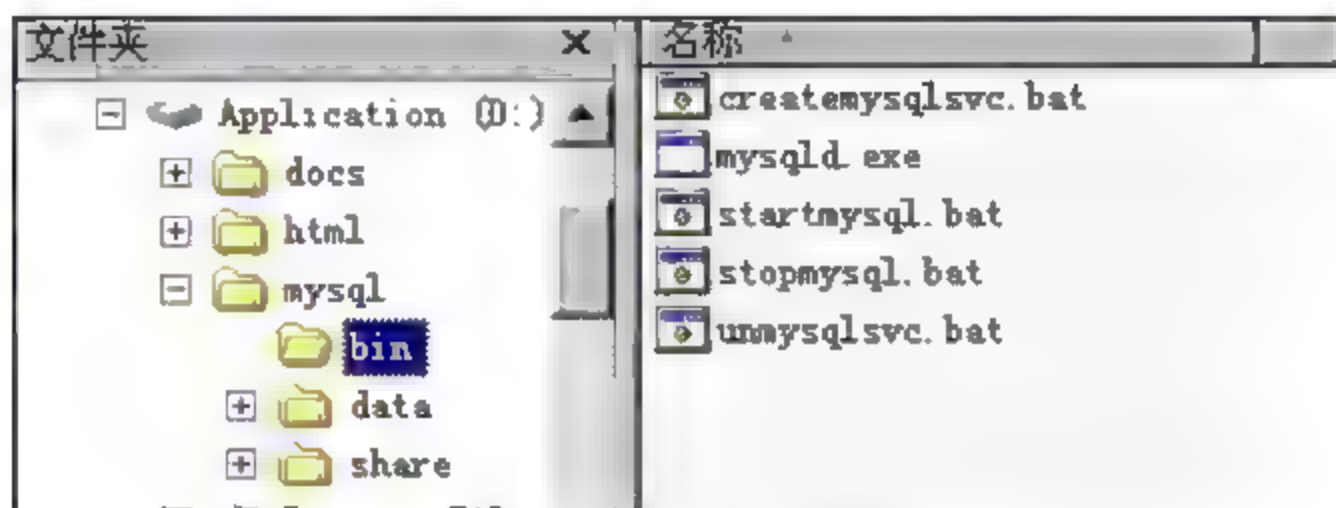 文件夹
Application (D:)
docs
html
mysql
bin
data
share
名称
createmysqlsvc.bat
mysqld.exe
startmysql.bat
stopmysql.bat
unmysqlsvc.bat